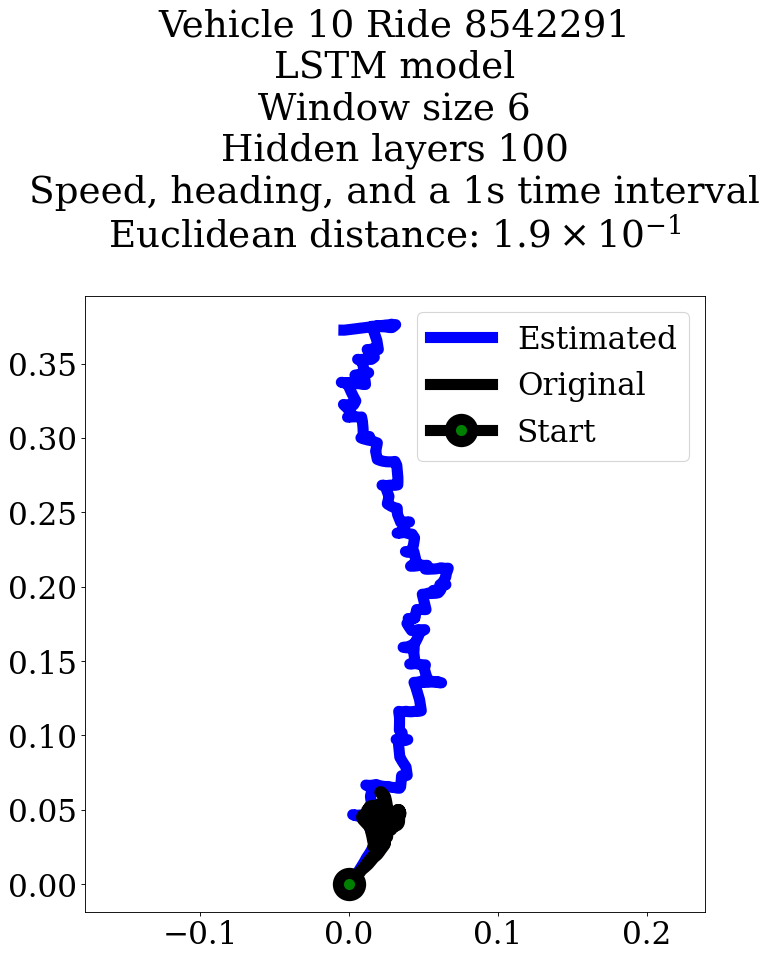 Vehicle 10 Ride 8542291
LSTM model
Window size 6
Hidden layers 100
Speed, heading, and a 1s time interval
Euclidean distance: 1.9 × 10⁻¹
Estimated
Original
Start
0.35
0.30
0.25
0.20
0.15
0.10
0.05
0.00
−0.1 0.0 0.1 0.2